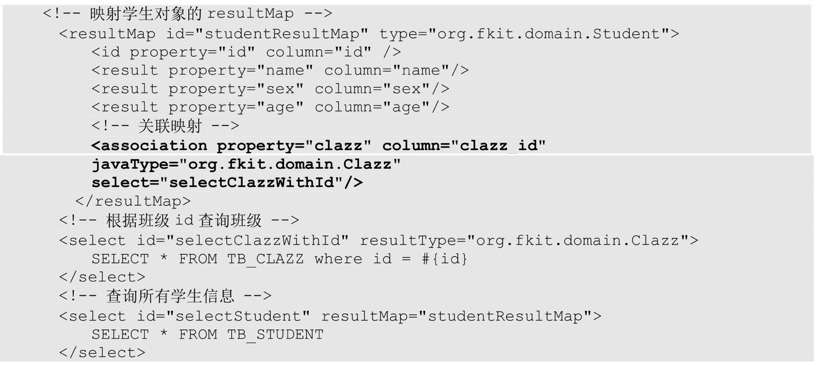 <!-- 映射学生对象的 resultMap -->
<resultMap id="studentResultMap" type="org.fkit.domain.Student">
<id property="id" column="id" />
<result property="name" column="name"/>
<result property="sex" column="sex"/>
<result property="age" column="age"/>
<!-- 关联映射 -->
<association property="clazz" column="clazz_id"
javaType="org.fkit.domain.Clazz"
select="selectClazzWithId"/>
</resultMap>
<!-- 根据班级 id 查询班级 -->
<select id="selectClazzWithId" resultType="org.fkit.domain.Clazz">
SELECT * FROM TB_CLAZZ where id = #{id}
</select>
<!-- 查询所有学生信息 -->
<select id="selectStudent" resultMap="studentResultMap">
SELECT * FROM TB_STUDENT
</select>